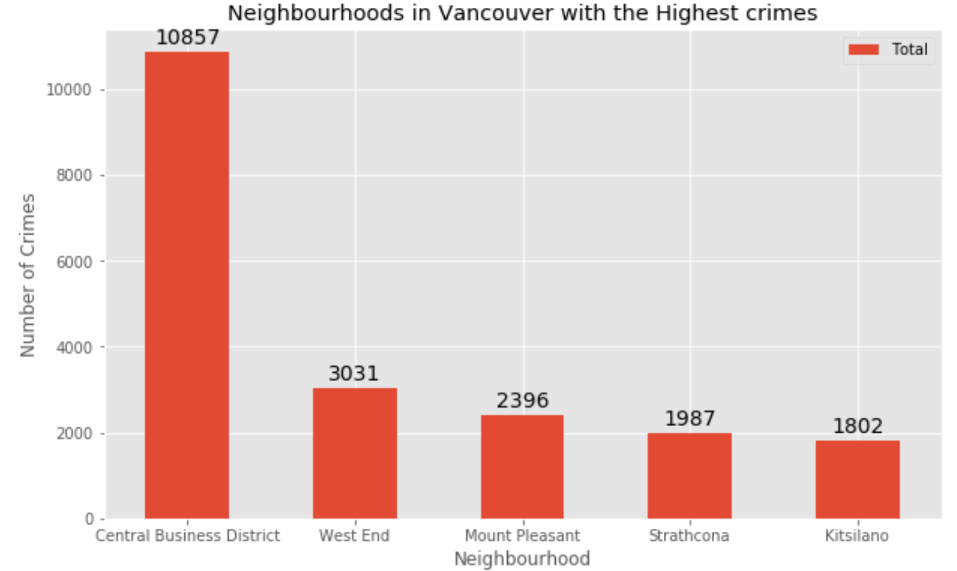 Neighbourhoods in Vancouver with the Highest crimes
10857
Total
10000
8000
6000
4000
2000
0
Number of Crimes
3031
2396
1987
1802
Central Business District
West End
Mount Pleasant
Strathcona
Kitsilano
Neighbourhood